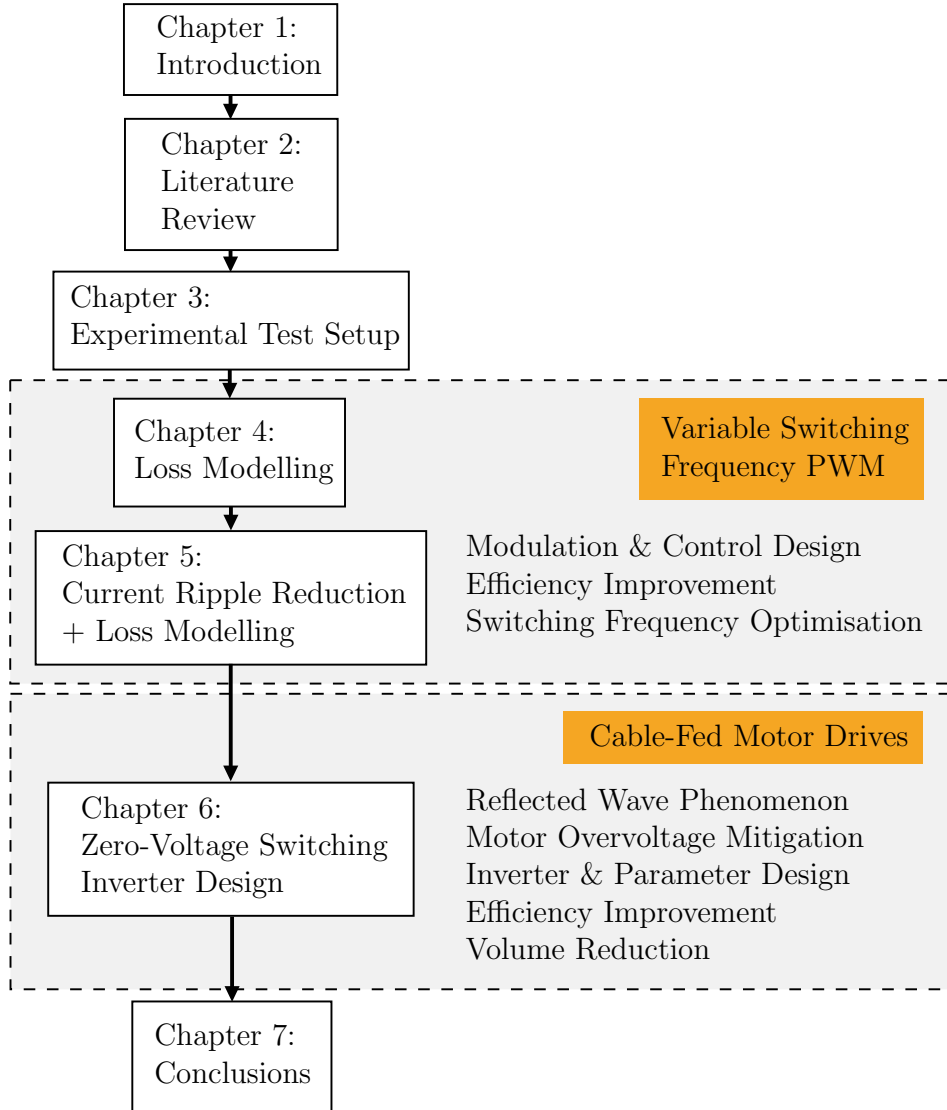 Chapter 1:
Introduction
Chapter 2:
Literature
Review
Chapter 3:
Experimental Test Setup
Chapter 4:
Loss Modelling
Variable Switching
Frequency PWM
Chapter 5:
Current Ripple Reduction
+ Loss Modelling
Modulation & Control Design
Efficiency Improvement
Switching Frequency Optimisation
Cable-Fed Motor Drives
Chapter 6:
Zero-Voltage Switching
Inverter Design
Reflected Wave Phenomenon
Motor Overvoltage Mitigation
Inverter & Parameter Design
Efficiency Improvement
Volume Reduction
Chapter 7:
Conclusions